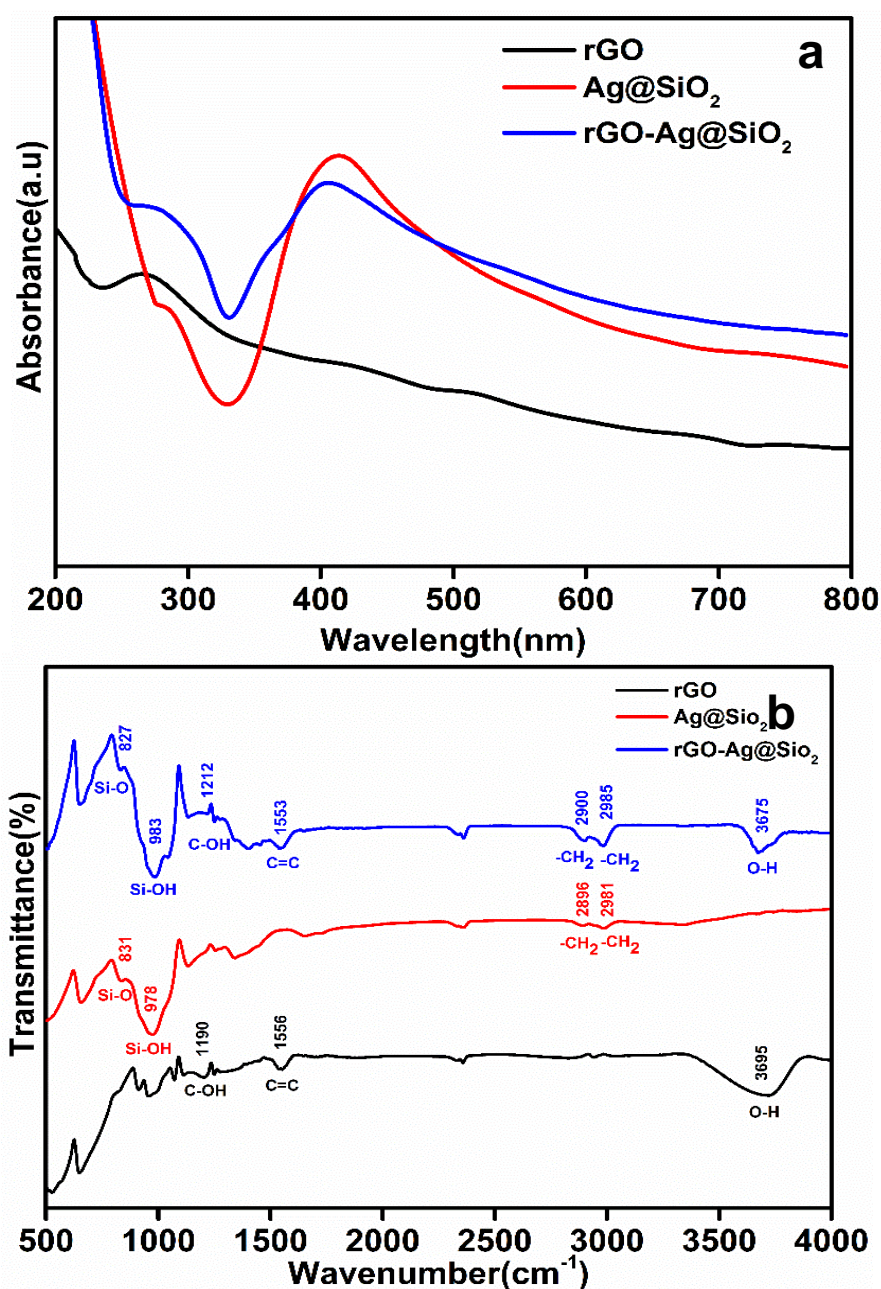 a
rGO
Ag@SiO₂
rGO-Ag@SiO₂
Absorbance(a.u)
200 300 400 500 600 700 800
Wavelength(nm)
b
rGO
Ag@Sio₂
rGO-Ag@Sio₂
Transmittance(%)
827
Si-O
983
Si-OH
1212
C-OH
1553
C=C
2900
-CH₂
2985
-CH₂
3675
O-H
831
Si-O
978
Si-OH
2896
-CH₂
2981
-CH₂
1190
C-OH
1556
C=C
3695
O-H
500 1000 1500 2000 2500 3000 3500 4000
Wavenumber(cm⁻¹)